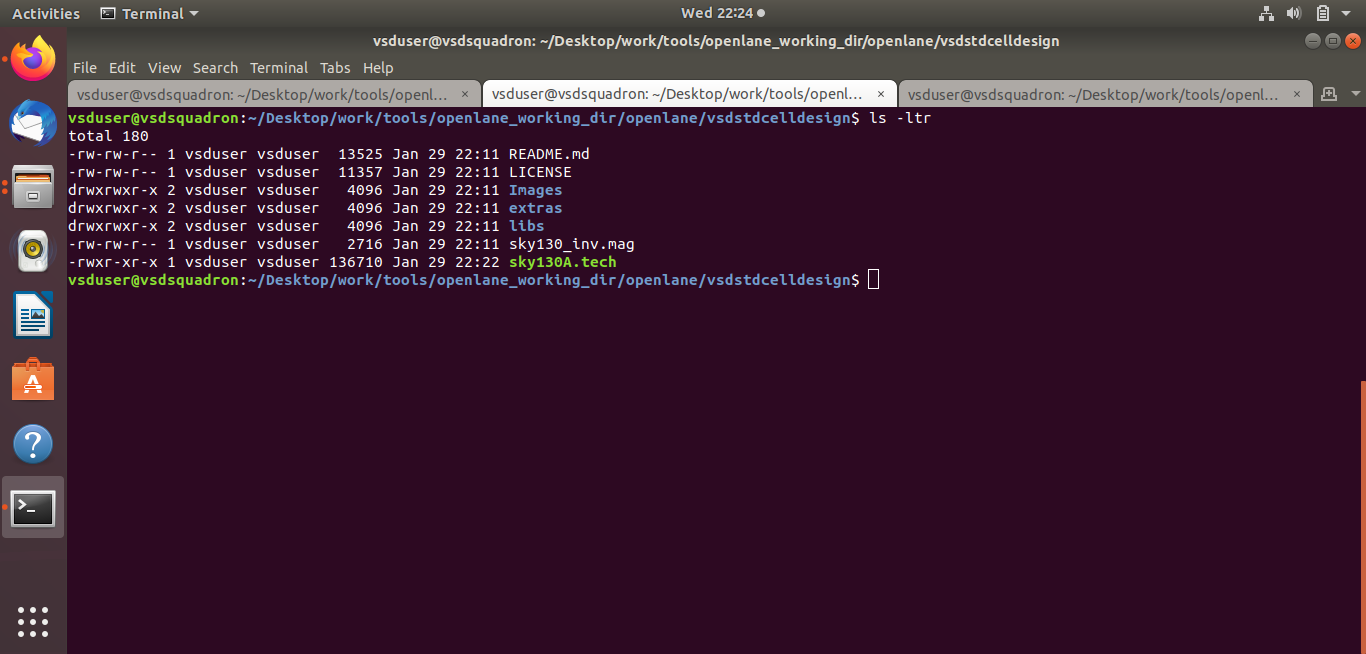 Activities Terminal Wed 22:24
vsduser@vsdsquadron: ~/Desktop/work/tools/openlane_working_dir/openlane/vsdstdcelldesign
File Edit View Search Terminal Tabs Help
vsduser@vsdsquadron: ~/Desktop/work/tools/openl... × vsduser@vsdsquadron: ~/Desktop/work/tools/openl... × vsduser@vsdsquadron: ~/Desktop/work/tools/openl... ×
vsduser@vsdsquadron:~/Desktop/work/tools/openlane_working_dir/openlane/vsdstdcelldesign$ ls -ltr
total 180
-rw-rw-r-- 1 vsduser vsduser  13525 Jan 29 22:11 README.md
-rw-rw-r-- 1 vsduser vsduser  11357 Jan 29 22:11 LICENSE
drwxrwxr-x 2 vsduser vsduser   4096 Jan 29 22:11 Images
drwxrwxr-x 2 vsduser vsduser   4096 Jan 29 22:11 extras
drwxrwxr-x 2 vsduser vsduser   4096 Jan 29 22:11 libs
-rw-rw-r-- 1 vsduser vsduser   2716 Jan 29 22:11 sky130_inv.mag
-rwxr-xr-x 1 vsduser vsduser 136710 Jan 29 22:22 sky130A.tech
vsduser@vsdsquadron:~/Desktop/work/tools/openlane_working_dir/openlane/vsdstdcelldesign$